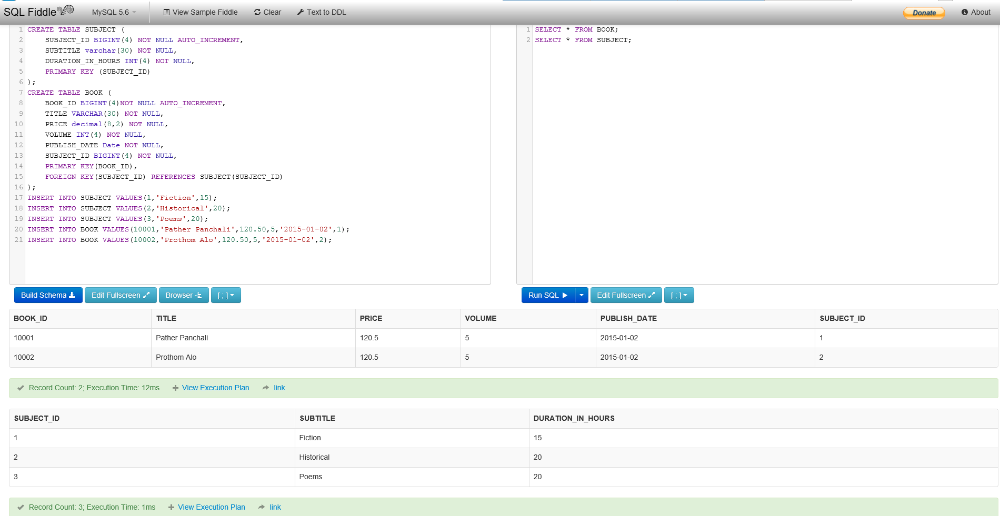 SQL Fiddle MySQL 5.6 View Sample Fiddle Clear Text to DDL Donate About
1 CREATE TABLE SUBJECT (
2 SUBJECT_ID BIGINT(4) NOT NULL AUTO_INCREMENT,
3 SUBTITLE varchar(30) NOT NULL,
4 DURATION_IN_HOURS INT(4) NOT NULL,
5 PRIMARY KEY (SUBJECT_ID)
6 );
7 CREATE TABLE BOOK (
8 BOOK_ID BIGINT(4)NOT NULL AUTO_INCREMENT,
9 TITLE VARCHAR(30) NOT NULL,
10 PRICE decimal(8,2) NOT NULL,
11 VOLUME INT(4) NOT NULL,
12 PUBLISH_DATE Date NOT NULL,
13 SUBJECT_ID BIGINT(4) NOT NULL,
14 PRIMARY KEY(BOOK_ID),
15 FOREIGN KEY(SUBJECT_ID) REFERENCES SUBJECT(SUBJECT_ID)
16 );
17 INSERT INTO SUBJECT VALUES(1,'Fiction',15);
18 INSERT INTO SUBJECT VALUES(2,'Historical',20);
19 INSERT INTO SUBJECT VALUES(3,'Poems',20);
20 INSERT INTO BOOK VALUES(10001,'Pather Panchali',120.50,5,'2015-01-02',1);
21 INSERT INTO BOOK VALUES(10002,'Prothom Alo',120.50,5,'2015-01-02',2);
1 SELECT * FROM BOOK;
2 SELECT * FROM SUBJECT;
Build Schema Edit Fullscreen Browser [ ; ] Run SQL Edit Fullscreen [ ; ]
BOOK_ID TITLE PRICE VOLUME PUBLISH_DATE SUBJECT_ID
10001 Pather Panchali 120.5 5 2015-01-02 1
10002 Prothom Alo 120.5 5 2015-01-02 2
Record Count: 2; Execution Time: 12ms View Execution Plan link
SUBJECT_ID SUBTITLE DURATION_IN_HOURS
1 Fiction 15
2 Historical 20
3 Poems 20
Record Count: 3; Execution Time: 1ms View Execution Plan link